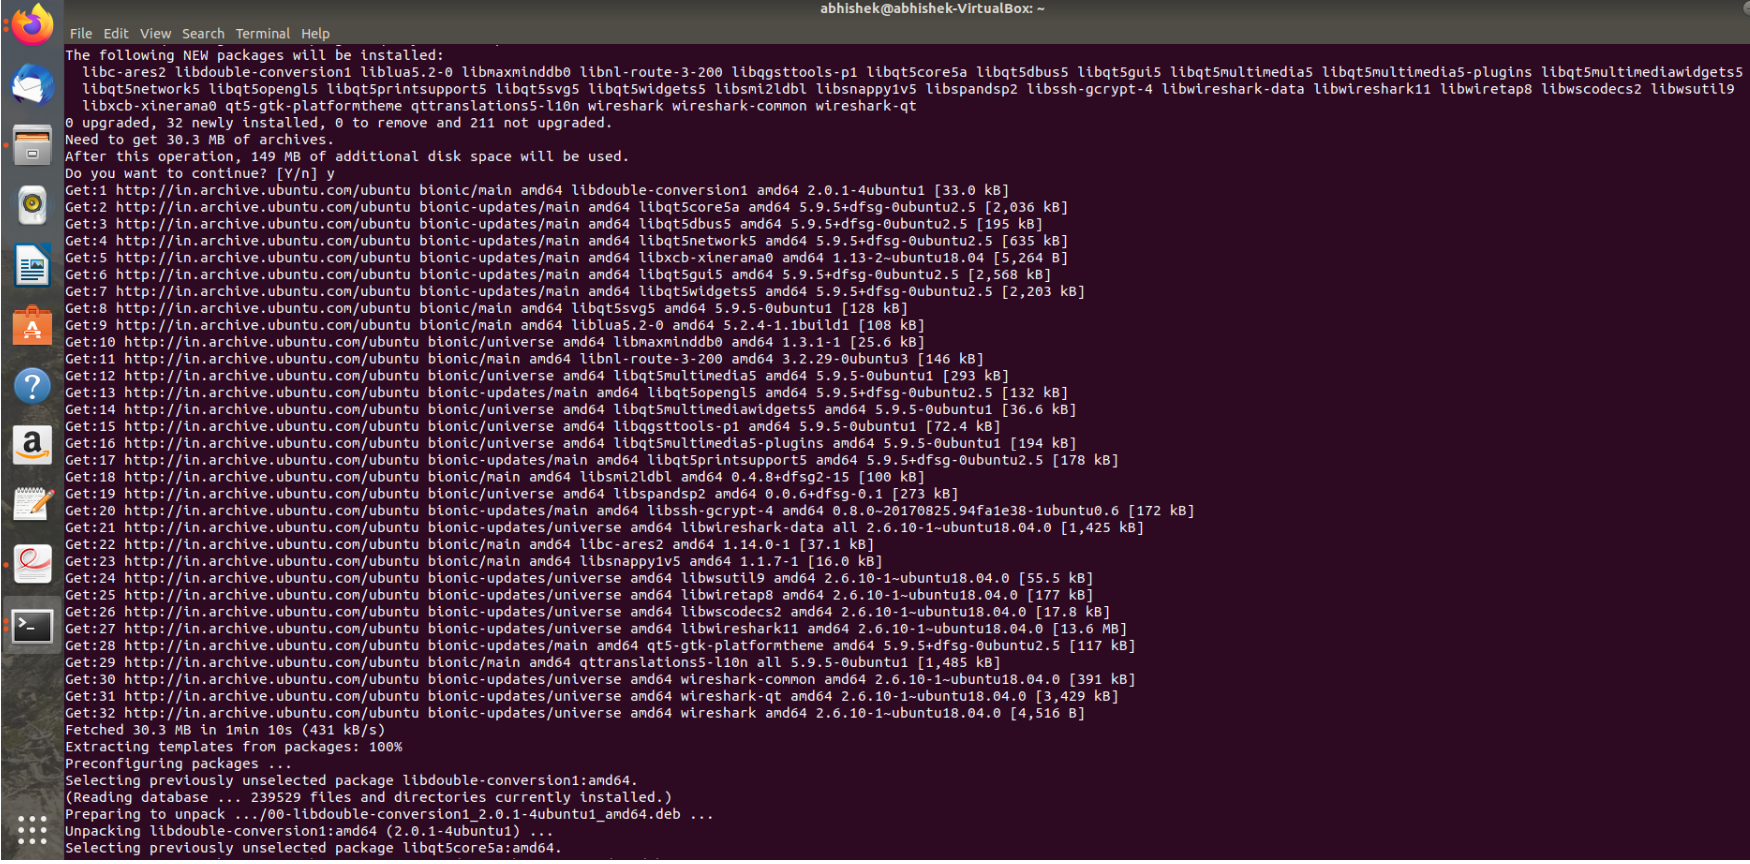 abhishek@abhishek-VirtualBox: ~
File Edit View Search Terminal Help
The following NEW packages will be installed:
libc-ares2 libdouble-conversion1 liblua5.2-0 libmaxminddb0 libnl-route-3-200 libqgsttools-p1 libqt5core5a libqt5dbus5 libqt5gui5 libqt5multimedia5 libqt5multimedia5-plugins libqt5multimediawidgets5
libqt5network5 libqt5opengl5 libqt5printsupport5 libqt5svg5 libqt5widgets5 libsmi2ldbl libsnappy1v5 libspandsp2 libssh-gcrypt-4 libwireshark-data libwireshark11 libwiretap8 libwscodecs2 libwsutil9
libxcb-xinerama0 qt5-gtk-platformtheme qttranslations5-l10n wireshark wireshark-common wireshark-qt
0 upgraded, 32 newly installed, 0 to remove and 211 not upgraded.
Need to get 30.3 MB of archives.
After this operation, 149 MB of additional disk space will be used.
Do you want to continue? [Y/n] y
Get:1 http://in.archive.ubuntu.com/ubuntu bionic/main amd64 libdouble-conversion1 amd64 2.0.1-4ubuntu1 [33.0 kB]
Get:2 http://in.archive.ubuntu.com/ubuntu bionic-updates/main amd64 libqt5core5a amd64 5.9.5+dfsg-0ubuntu2.5 [2,036 kB]
Get:3 http://in.archive.ubuntu.com/ubuntu bionic-updates/main amd64 libqt5dbus5 amd64 5.9.5+dfsg-0ubuntu2.5 [195 kB]
Get:4 http://in.archive.ubuntu.com/ubuntu bionic-updates/main amd64 libqt5network5 amd64 5.9.5+dfsg-0ubuntu2.5 [635 kB]
Get:5 http://in.archive.ubuntu.com/ubuntu bionic-updates/main amd64 libxcb-xinerama0 amd64 1.13-2~ubuntu18.04 [5,264 B]
Get:6 http://in.archive.ubuntu.com/ubuntu bionic-updates/main amd64 libqt5gui5 amd64 5.9.5+dfsg-0ubuntu2.5 [2,568 kB]
Get:7 http://in.archive.ubuntu.com/ubuntu bionic-updates/main amd64 libqt5widgets5 amd64 5.9.5+dfsg-0ubuntu2.5 [2,203 kB]
Get:8 http://in.archive.ubuntu.com/ubuntu bionic/main amd64 libqt5svg5 amd64 5.9.5-0ubuntu1 [128 kB]
Get:9 http://in.archive.ubuntu.com/ubuntu bionic/main amd64 liblua5.2-0 amd64 5.2.4-1.1build1 [108 kB]
Get:10 http://in.archive.ubuntu.com/ubuntu bionic/universe amd64 libmaxminddb0 amd64 1.3.1-1 [25.6 kB]
Get:11 http://in.archive.ubuntu.com/ubuntu bionic/main amd64 libnl-route-3-200 amd64 3.2.29-0ubuntu3 [146 kB]
Get:12 http://in.archive.ubuntu.com/ubuntu bionic/universe amd64 libqt5multimedia5 amd64 5.9.5-0ubuntu1 [293 kB]
Get:13 http://in.archive.ubuntu.com/ubuntu bionic-updates/main amd64 libqt5opengl5 amd64 5.9.5+dfsg-0ubuntu2.5 [132 kB]
Get:14 http://in.archive.ubuntu.com/ubuntu bionic/universe amd64 libqt5multimediawidgets5 amd64 5.9.5-0ubuntu1 [36.6 kB]
Get:15 http://in.archive.ubuntu.com/ubuntu bionic/universe amd64 libqgsttools-p1 amd64 5.9.5-0ubuntu1 [72.4 kB]
Get:16 http://in.archive.ubuntu.com/ubuntu bionic/universe amd64 libqt5multimedia5-plugins amd64 5.9.5-0ubuntu1 [194 kB]
Get:17 http://in.archive.ubuntu.com/ubuntu bionic-updates/main amd64 libqt5printsupport5 amd64 5.9.5+dfsg-0ubuntu2.5 [178 kB]
Get:18 http://in.archive.ubuntu.com/ubuntu bionic/main amd64 libsmi2ldbl amd64 0.4.8+dfsg2-15 [100 kB]
Get:19 http://in.archive.ubuntu.com/ubuntu bionic/universe amd64 libspandsp2 amd64 0.0.6+dfsg-0.1 [273 kB]
Get:20 http://in.archive.ubuntu.com/ubuntu bionic-updates/main amd64 libssh-gcrypt-4 amd64 0.8.0~20170825.94fa1e38-1ubuntu0.6 [172 kB]
Get:21 http://in.archive.ubuntu.com/ubuntu bionic-updates/universe amd64 libwireshark-data all 2.6.10-1~ubuntu18.04.0 [1,425 kB]
Get:22 http://in.archive.ubuntu.com/ubuntu bionic/main amd64 libc-ares2 amd64 1.14.0-1 [37.1 kB]
Get:23 http://in.archive.ubuntu.com/ubuntu bionic/main amd64 libsnappy1v5 amd64 1.1.7-1 [16.0 kB]
Get:24 http://in.archive.ubuntu.com/ubuntu bionic-updates/universe amd64 libwsutil9 amd64 2.6.10-1~ubuntu18.04.0 [55.5 kB]
Get:25 http://in.archive.ubuntu.com/ubuntu bionic-updates/universe amd64 libwiretap8 amd64 2.6.10-1~ubuntu18.04.0 [177 kB]
Get:26 http://in.archive.ubuntu.com/ubuntu bionic-updates/universe amd64 libwscodecs2 amd64 2.6.10-1~ubuntu18.04.0 [17.8 kB]
Get:27 http://in.archive.ubuntu.com/ubuntu bionic-updates/universe amd64 libwireshark11 amd64 2.6.10-1~ubuntu18.04.0 [13.6 MB]
Get:28 http://in.archive.ubuntu.com/ubuntu bionic-updates/main amd64 qt5-gtk-platformtheme amd64 5.9.5+dfsg-0ubuntu2.5 [117 kB]
Get:29 http://in.archive.ubuntu.com/ubuntu bionic/main amd64 qttranslations5-l10n all 5.9.5-0ubuntu1 [1,485 kB]
Get:30 http://in.archive.ubuntu.com/ubuntu bionic-updates/universe amd64 wireshark-common amd64 2.6.10-1~ubuntu18.04.0 [391 kB]
Get:31 http://in.archive.ubuntu.com/ubuntu bionic-updates/universe amd64 wireshark-qt amd64 2.6.10-1~ubuntu18.04.0 [3,429 kB]
Get:32 http://in.archive.ubuntu.com/ubuntu bionic-updates/universe amd64 wireshark amd64 2.6.10-1~ubuntu18.04.0 [4,516 B]
Fetched 30.3 MB in 1min 10s (431 kB/s)
Extracting templates from packages: 100%
Preconfiguring packages ...
Selecting previously unselected package libdouble-conversion1:amd64.
(Reading database ... 239529 files and directories currently installed.)
Preparing to unpack .../00-libdouble-conversion1_2.0.1-4ubuntu1_amd64.deb ...
Unpacking libdouble-conversion1:amd64 (2.0.1-4ubuntu1) ...
Selecting previously unselected package libqt5core5a:amd64.